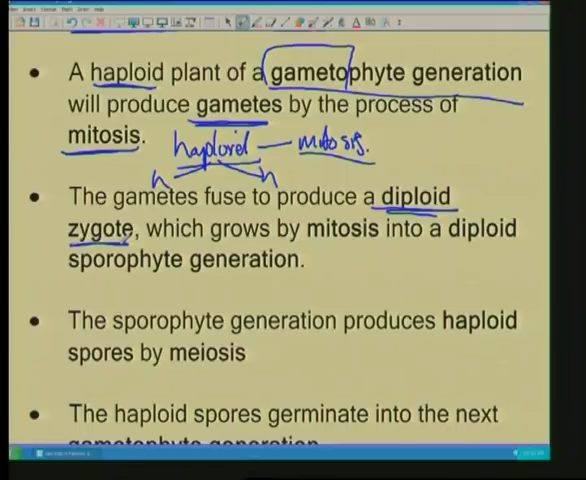 A haploid plant of a gametophyte generation
will produce gametes by the process of
mitosis.
haploid — mitosis.
n n
The gametes fuse to produce a diploid
zygote, which grows by mitosis into a diploid
sporophyte generation.
The sporophyte generation produces haploid
spores by meiosis
The haploid spores germinate into the next
gametophyte generation